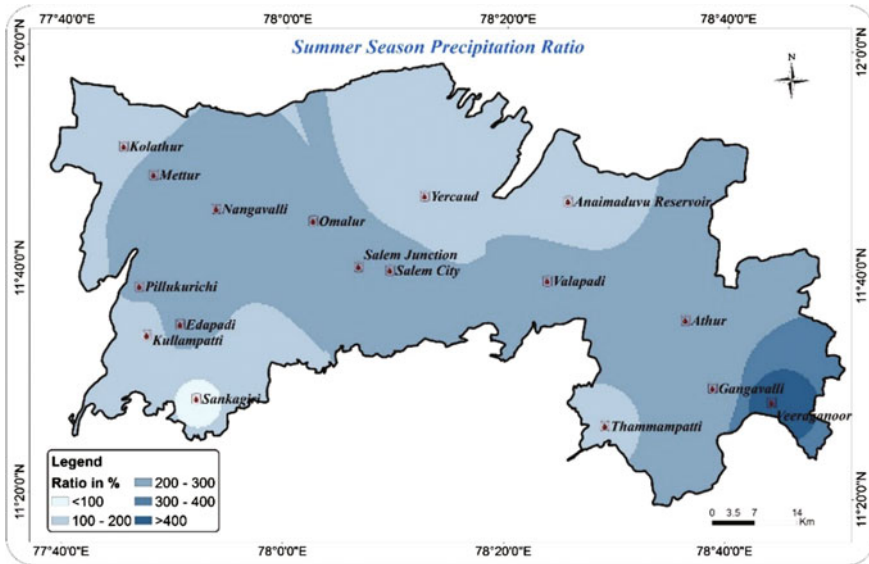 77°40'0"E 78°0'0"E 78°20'0"E 78°40'0"E
12°0'0"N
12°0'0"N
Summer Season Precipitation Ratio
N
Kolathur
Mettur
Nangavalli
Omalur
Yercaud
Anaimaduvu Reservoir
11°40'0"N
11°40'0"N
Salem Junction
Salem City
Pillukurichi
Valapadi
Edapadi
Kullampatti
Athur
Sankagiri
Gangavalli
Veeraganoor
Thammampatti
11°20'0"N
11°20'0"N
Legend
Ratio in %
<100
100 - 200
200 - 300
300 - 400
>400
0 3.5 7 14
Km
77°40'0"E 78°0'0"E 78°20'0"E 78°40'0"E